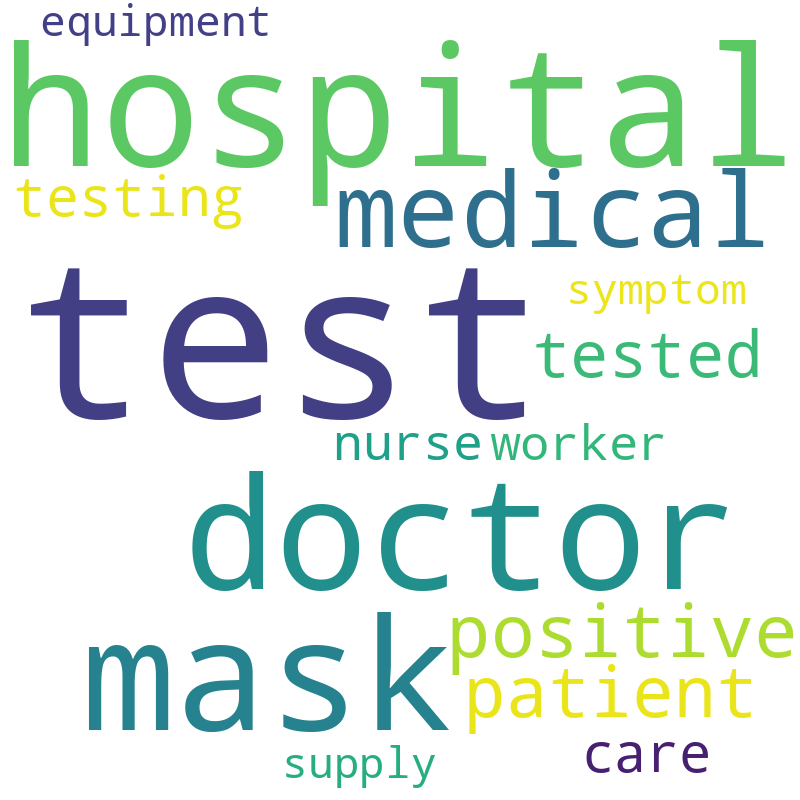 equipment
hospital
testing
medical
test
symptom
tested
nurse
worker
doctor
mask
positive
patient
supply
care